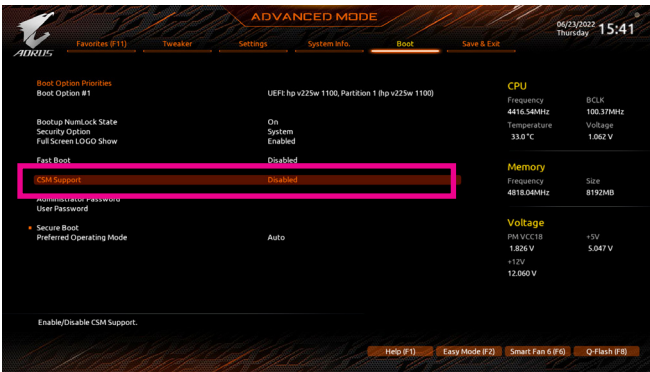 ADVANCED MODE
06/23/2022 Thursday 15:41
AORUS
Favorites (F11) Tweaker Settings System Info. Boot Save & Exit
Boot Option Priorities
Boot Option #1 UEFI: hp v225w 1100, Partition 1 (hp v225w 1100)
Bootup NumLock State On
Security Option System
Full Screen LOGO Show Enabled
Fast Boot Disabled
CSM Support Disabled
Administrator Password
User Password
Secure Boot
Preferred Operating Mode Auto
CPU
Frequency BCLK
4416.54MHz 100.37MHz
Temperature Voltage
33.0 °C 1.062 V
Memory
Frequency Size
4818.04MHz 8192MB
Voltage
PM VCC18 +5V
1.826 V 5.047 V
+12V
12.060 V
Enable/Disable CSM Support.
Help (F1) Easy Mode (F2) Smart Fan 6 (F6) Q-Flash (F8)